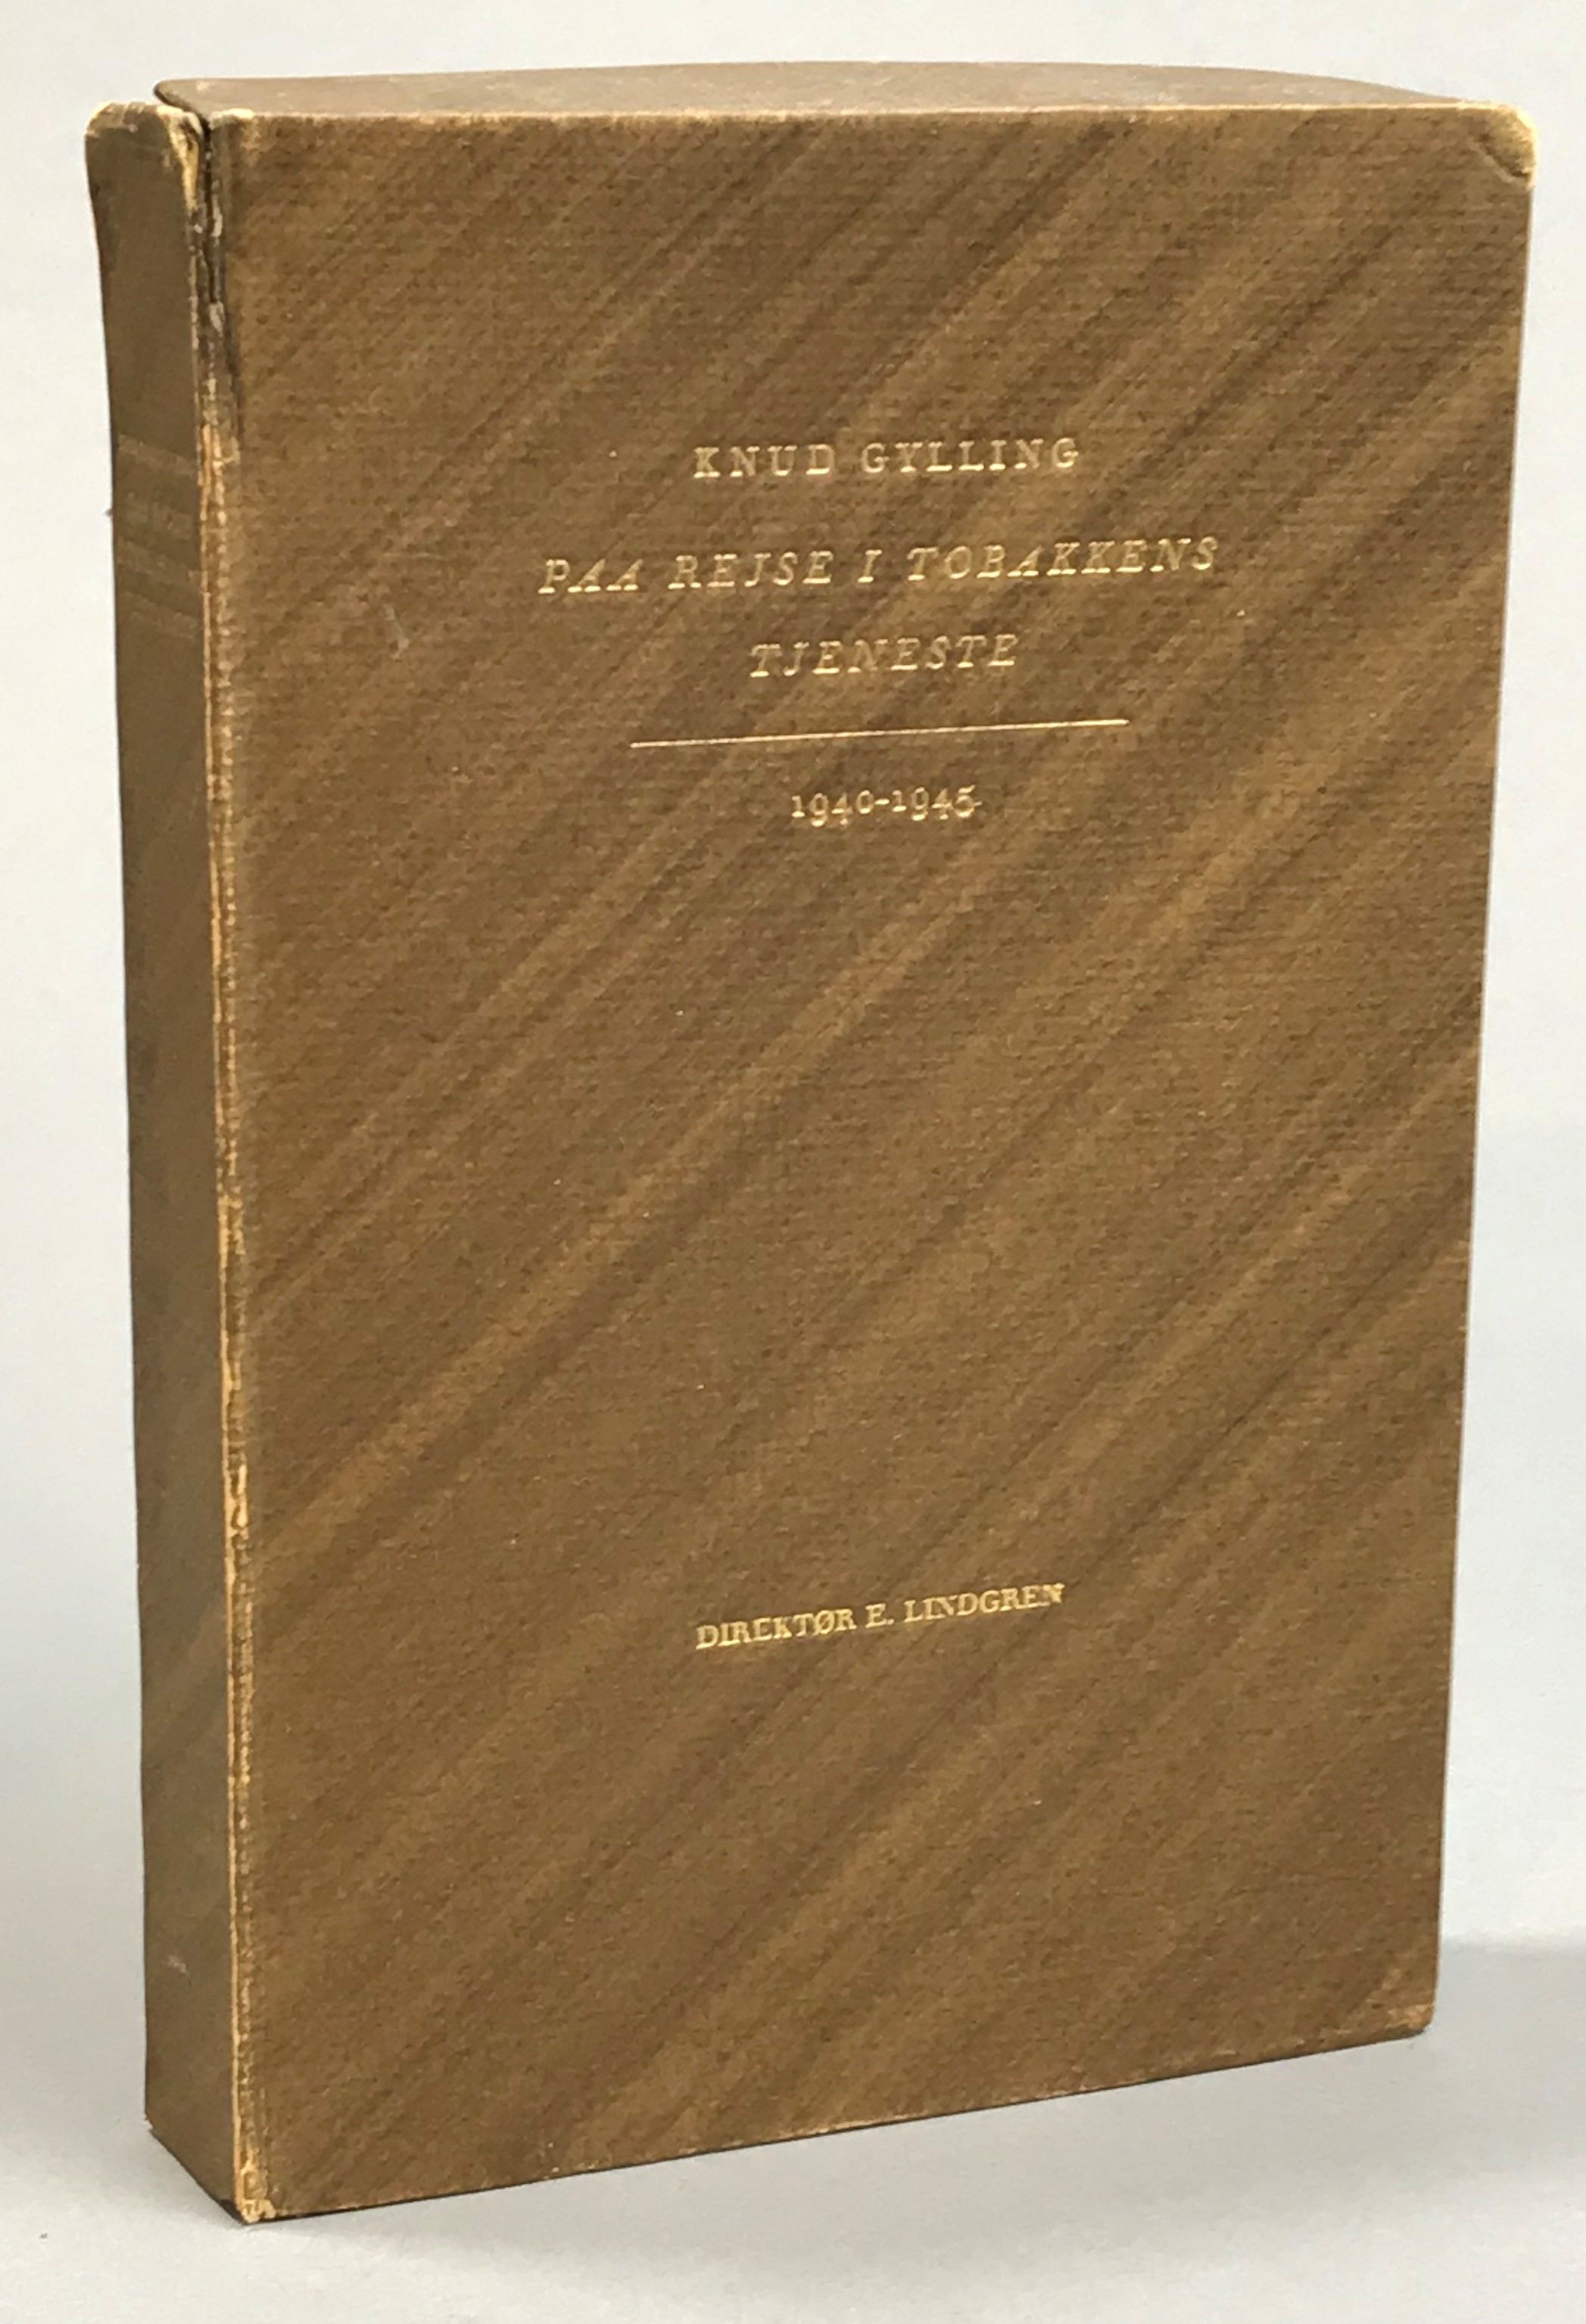 KNUD GYLLING
PAA REJSE I TOBAKKENS
TJENESTE
1940-1945
DIREKTØR E. LINDGREN